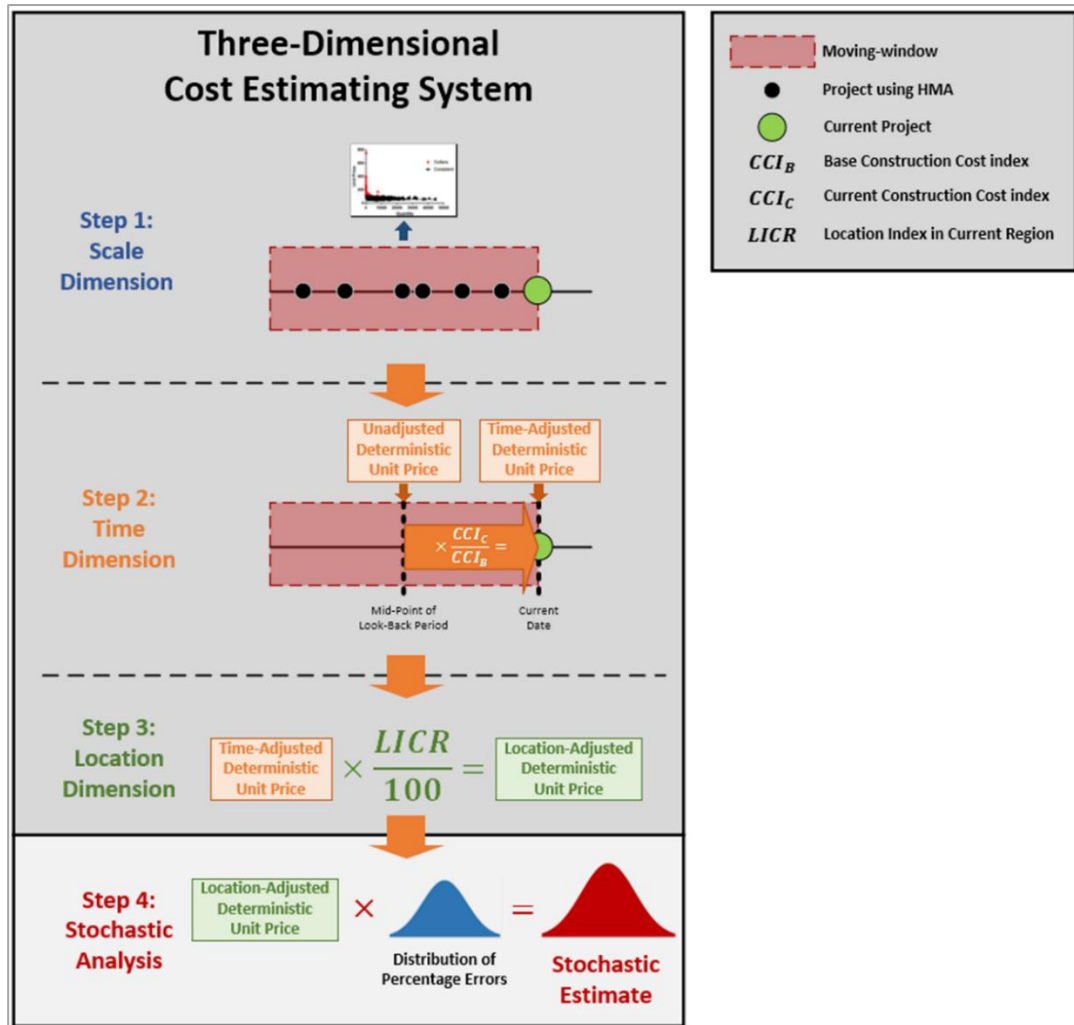 Three-Dimensional
Cost Estimating System
Step 1:
Scale
Dimension
Step 2:
Time
Dimension
Unadjusted
Deterministic
Unit Price
Time-Adjusted
Deterministic
Unit Price
× CCI_C / CCI_B =
Mid-Point of
Look-Back Period
Current
Date
Step 3:
Location
Dimension
Time-Adjusted
Deterministic
Unit Price
× LICR / 100 =
Location-Adjusted
Deterministic
Unit Price
Step 4:
Stochastic
Analysis
Location-Adjusted
Deterministic
Unit Price
×
Distribution of
Percentage Errors
=
Stochastic
Estimate
Moving-window
Project using HMA
Current Project
CCI_B Base Construction Cost index
CCI_C Current Construction Cost index
LICR Location Index in Current Region